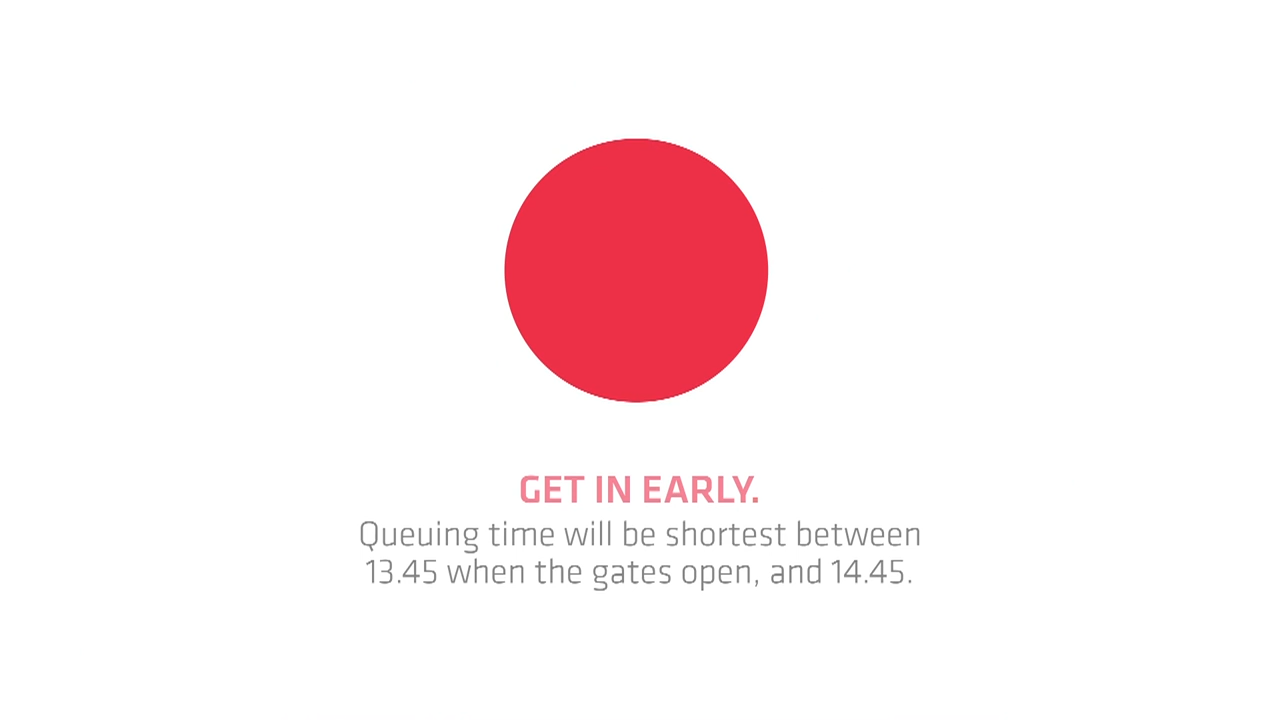 GET IN EARLY.
Queuing time will be shortest between
13.45 when the gates open, and 14.45.